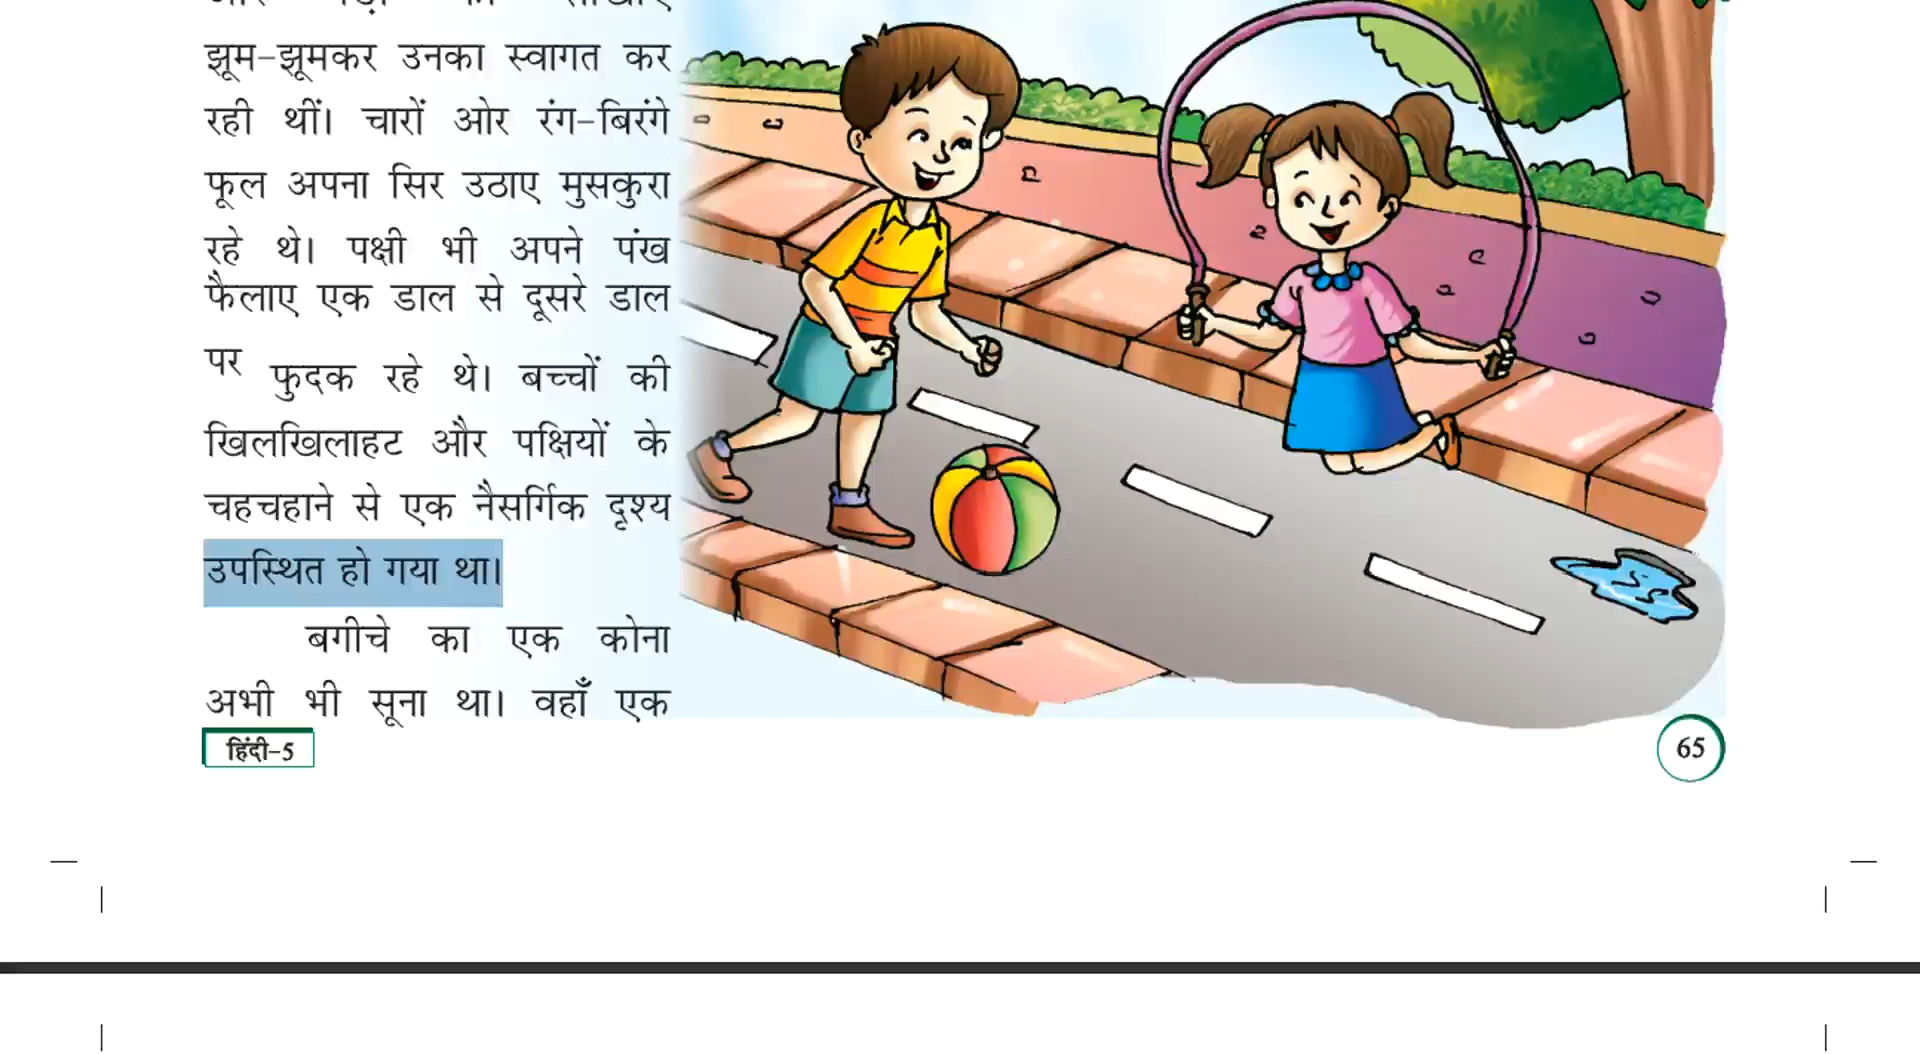 झूम-झूमकर उनका स्वागत कर
रही थीं। चारों ओर रंग-बिरंगे
फूल अपना सिर उठाए मुसकुरा
रहे थे। पक्षी भी अपने पंख
फैलाए एक डाल से दूसरे डाल
पर फुदक रहे थे। बच्चों की
खिलखिलाहट और पक्षियों के
चहचहाने से एक नैसर्गिक दृश्य
उपस्थित हो गया था।
बगीचे का एक कोना
अभी भी सूना था। वहाँ एक
हिंदी-5
65